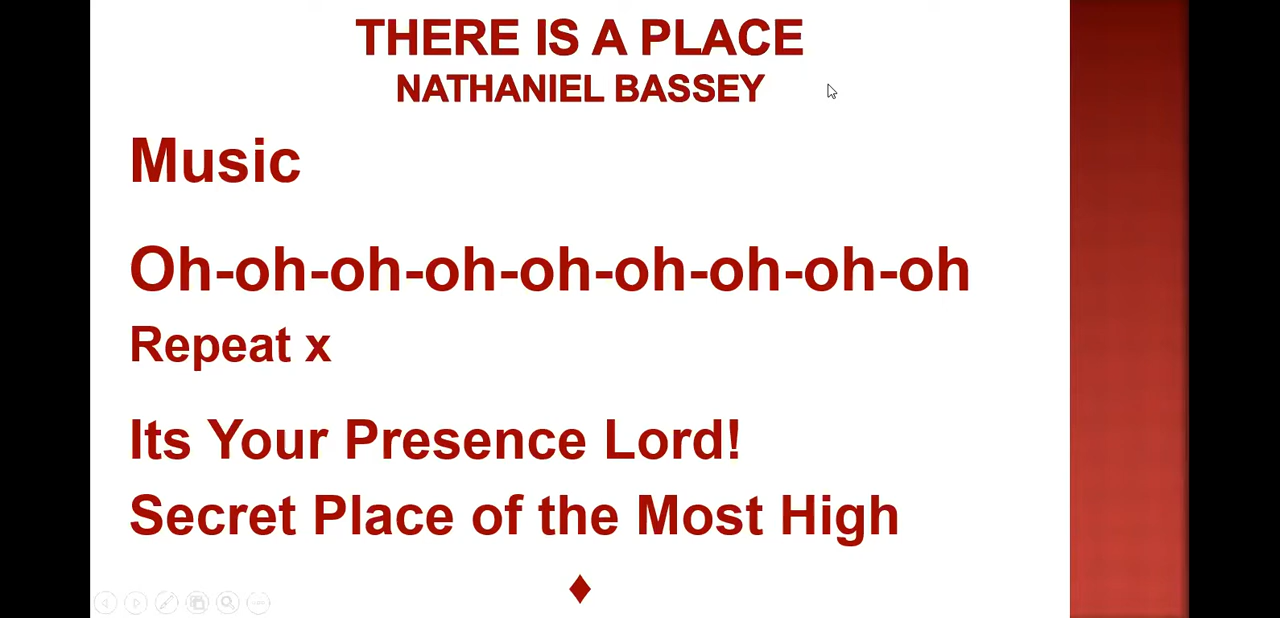 THERE IS A PLACE
NATHANIEL BASSEY
Music
Oh-oh-oh-oh-oh-oh-oh-oh-oh
Repeat x
Its Your Presence Lord!
Secret Place of the Most High